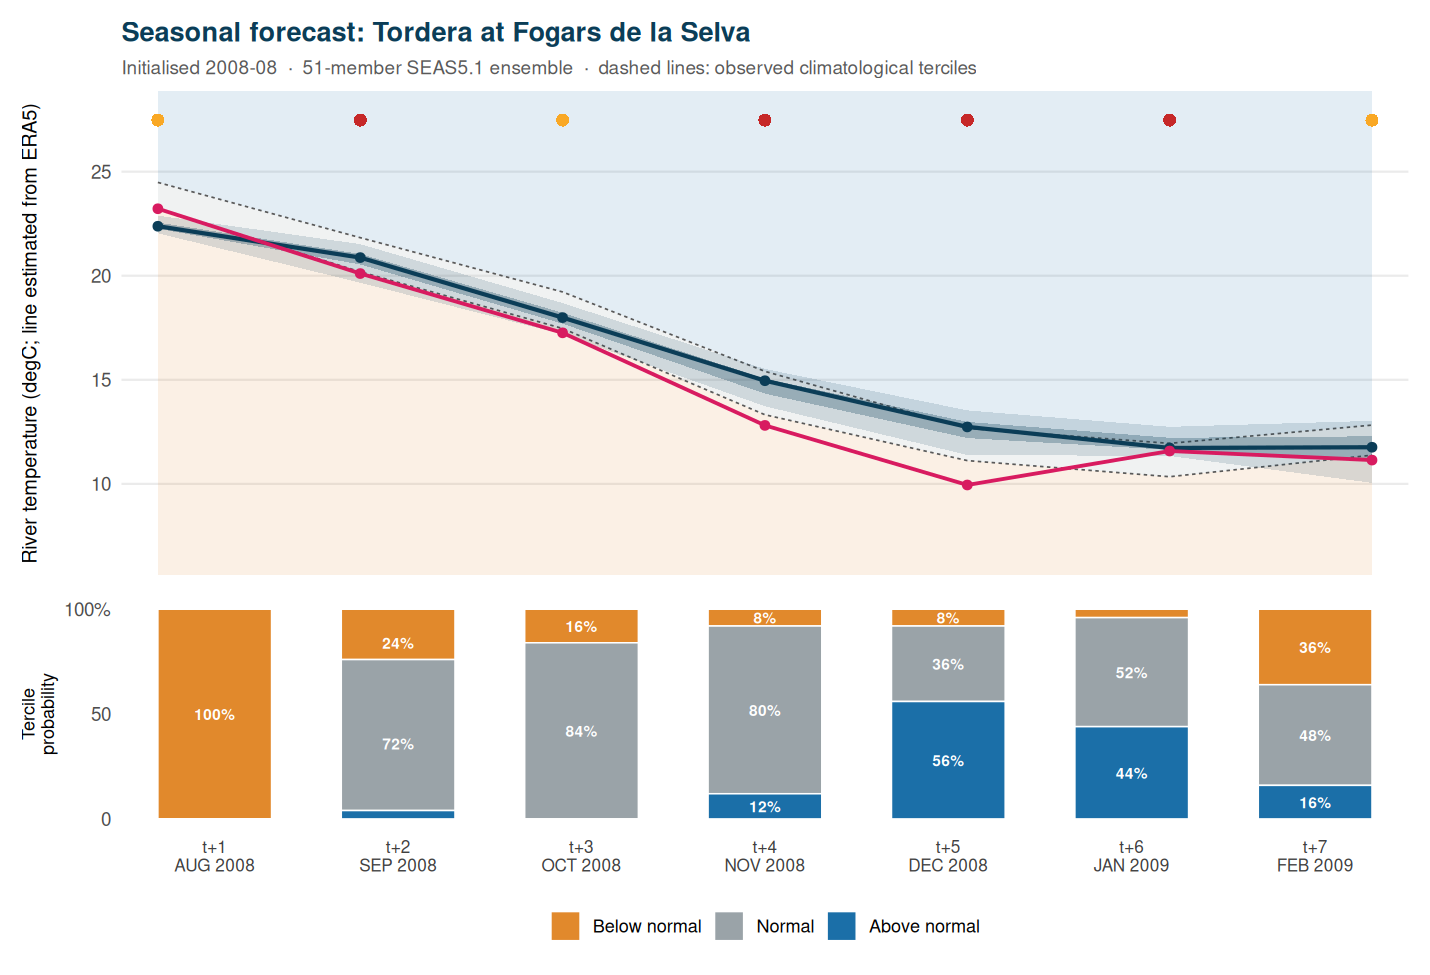 Seasonal forecast: Tordera at Fogars de la Selva
Initialised 2008-08 · 51-member SEAS5.1 ensemble · dashed lines: observed climatological terciles
River temperature (degC; line estimated from ERA5)
25
20
15
10
Tercile
probability
100%
50
0
100%
24%
72%
16%
84%
8%
80%
12%
8%
36%
56%
52%
44%
36%
48%
16%
t+1
AUG 2008
t+2
SEP 2008
t+3
OCT 2008
t+4
NOV 2008
t+5
DEC 2008
t+6
JAN 2009
t+7
FEB 2009
Below normal
Normal
Above normal